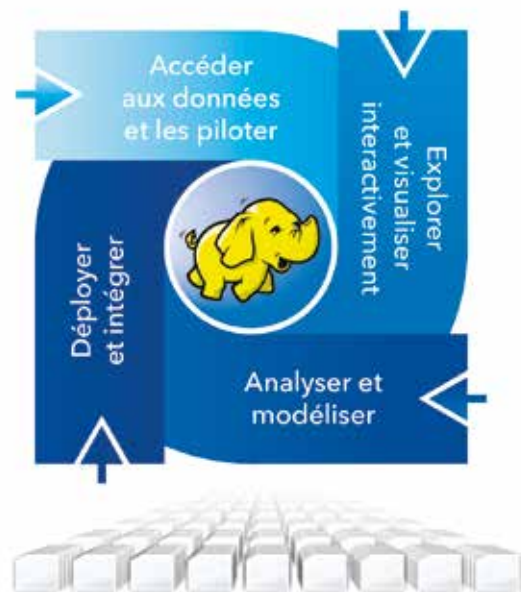 Accéder
aux données
et les piloter
Explorer
et visualiser
interactivement
Analyser et
modéliser
Déployer
et intégrer